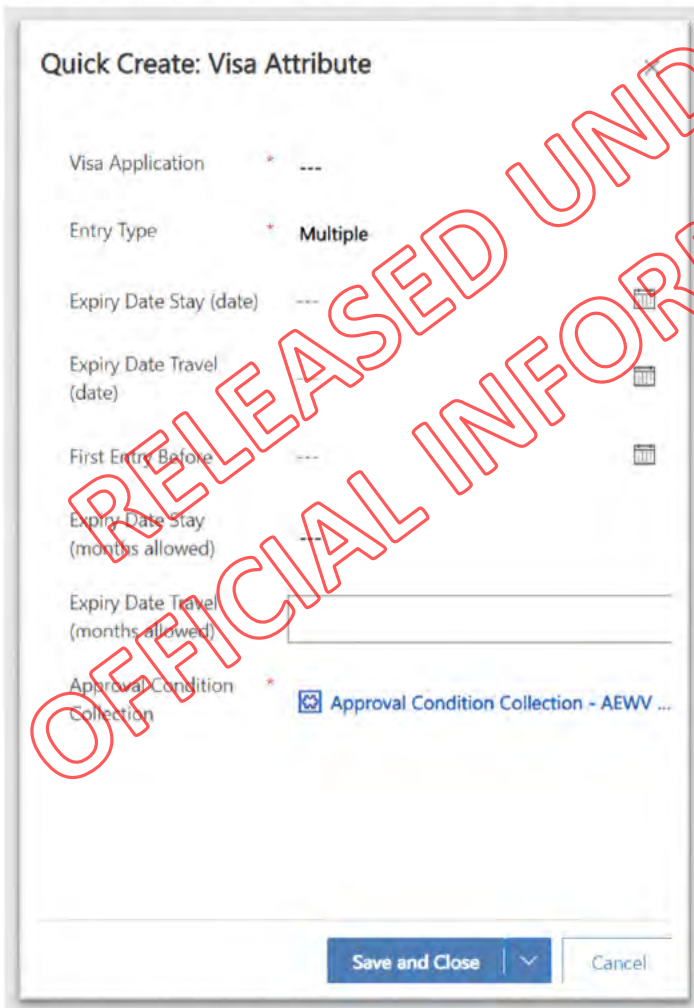 Quick Create: Visa Attribute
Visa Application * ---
Entry Type * Multiple
Expiry Date Stay (date) ---
Expiry Date Travel
(date) ---
First Entry Before ---
Expiry Date Stay
(months allowed) ---
Expiry Date Travel
(months allowed)
Approval Condition *
Collection
Approval Condition Collection - AEWV ...
Save and Close
Cancel
RELEASED UND
OFFICIAL INFOR